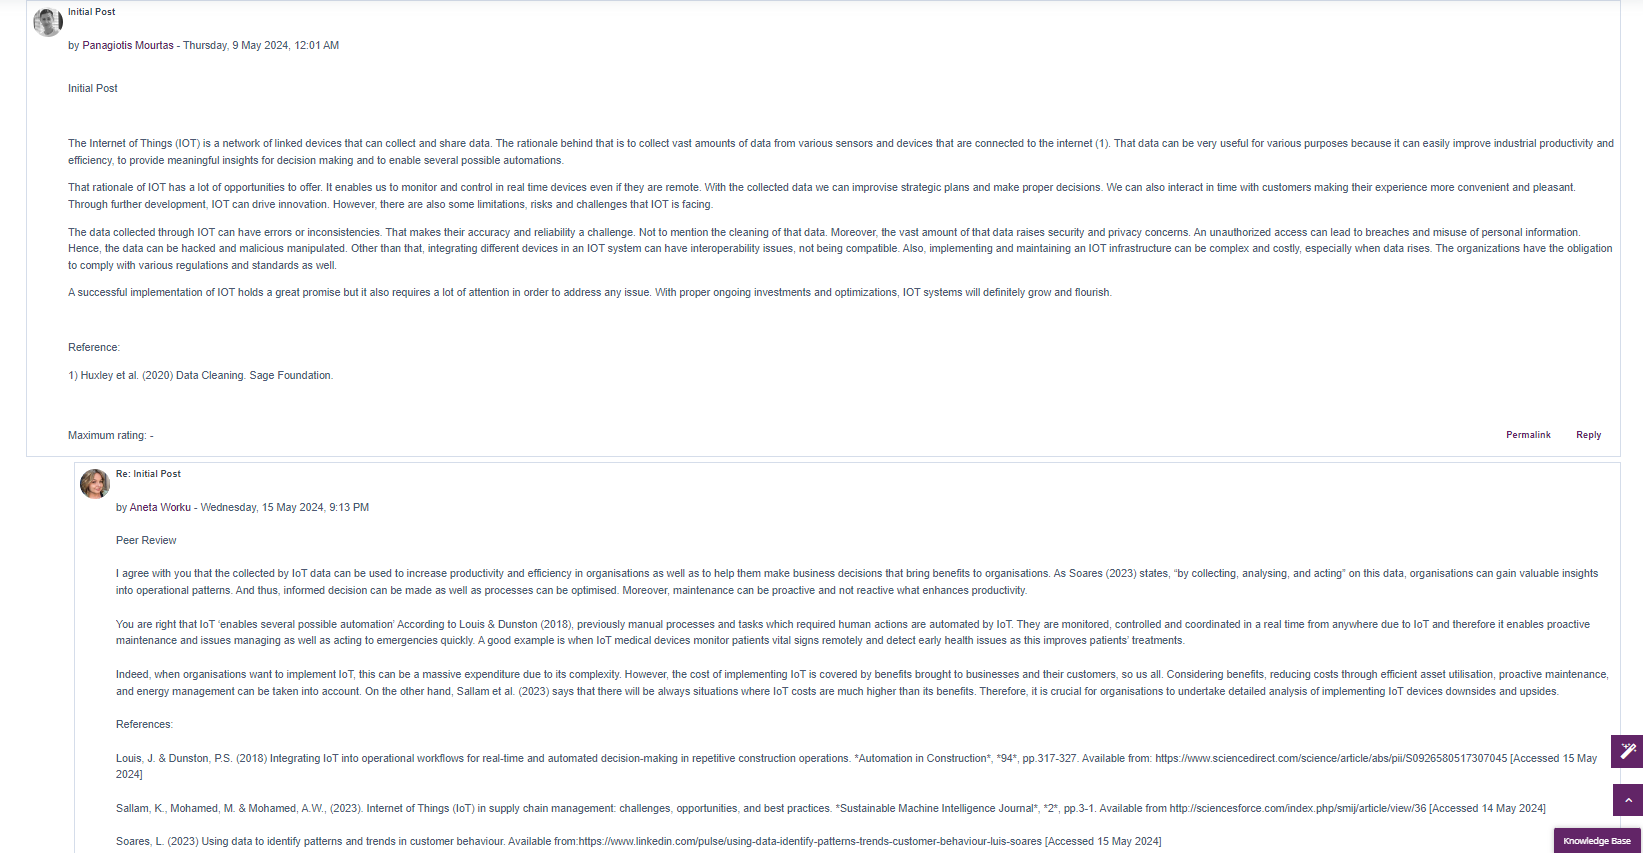 Initial Post
by Panagiotis Mourtas - Thursday, 9 May 2024, 12:01 AM
Initial Post
The Internet of Things (IOT) is a network of linked devices that can collect and share data. The rationale behind that is to collect vast amounts of data from various sensors and devices that are connected to the internet (1). That data can be very useful for various purposes because it can easily improve industrial productivity and
efficiency, to provide meaningful insights for decision making and to enable several possible automations.
That rationale of IOT has a lot of opportunities to offer. It enables us to monitor and control in real time devices even if they are remote. With the collected data we can improvise strategic plans and make proper decisions. We can also interact in time with customers making their experience more convenient and pleasant.
Through further development, IOT can drive innovation. However, there are also some limitations, risks and challenges that IOT is facing.
The data collected through IOT can have errors or inconsistencies. That makes their accuracy and reliability a challenge. Not to mention the cleaning of that data. Moreover, the vast amount of that data raises security and privacy concerns. An unauthorized access can lead to breaches and misuse of personal information.
Hence, the data can be hacked and malicious manipulated. Other than that, integrating different devices in an IOT system can have interoperability issues, not being compatible. Also, implementing and maintaining an IOT infrastructure can be complex and costly, especially when data rises. The organizations have the obligation
to comply with various regulations and standards as well.
A successful implementation of IOT holds a great promise but it also requires a lot of attention in order to address any issue. With proper ongoing investments and optimizations, IOT systems will definitely grow and flourish.
Reference:
1) Huxley et al. (2020) Data Cleaning. Sage Foundation.
Maximum rating: -
Permalink Reply
Re: Initial Post
by Aneta Worku - Wednesday, 15 May 2024, 9:13 PM
Peer Review
I agree with you that the collected by IoT data can be used to increase productivity and efficiency in organisations as well as to help them make business decisions that bring benefits to organisations. As Soares (2023) states, “by collecting, analysing, and acting” on this data, organisations can gain valuable insights
into operational patterns. And thus, informed decision can be made as well as processes can be optimised. Moreover, maintenance can be proactive and not reactive what enhances productivity.
You are right that IoT ‘enables several possible automation’ According to Louis & Dunston (2018), previously manual processes and tasks which required human actions are automated by IoT. They are monitored, controlled and coordinated in a real time from anywhere due to IoT and therefore it enables proactive
maintenance and issues managing as well as acting to emergencies quickly. A good example is when IoT medical devices monitor patients vital signs remotely and detect early health issues as this improves patients’ treatments.
Indeed, when organisations want to implement IoT, this can be a massive expenditure due to its complexity. However, the cost of implementing IoT is covered by benefits brought to businesses and their customers, so us all. Considering benefits, reducing costs through efficient asset utilisation, proactive maintenance,
and energy management can be taken into account. On the other hand, Sallam et al. (2023) says that there will be always situations where IoT costs are much higher than its benefits. Therefore, it is crucial for organisations to undertake detailed analysis of implementing IoT devices downsides and upsides.
References:
Louis, J. & Dunston, P.S. (2018) Integrating IoT into operational workflows for real-time and automated decision-making in repetitive construction operations. *Automation in Construction*, *94*, pp.317-327. Available from: https://www.sciencedirect.com/science/article/abs/pii/S0926580517307045 [Accessed 15 May
2024]
Sallam, K., Mohamed, M. & Mohamed, A.W., (2023). Internet of Things (IoT) in supply chain management: challenges, opportunities, and best practices. *Sustainable Machine Intelligence Journal*, *2*, pp.3-1. Available from http://sciencesforce.com/index.php/smij/article/view/36 [Accessed 14 May 2024]
Soares, L. (2023) Using data to identify patterns and trends in customer behaviour. Available from:https://www.linkedin.com/pulse/using-data-identify-patterns-trends-customer-behaviour-luis-soares [Accessed 15 May 2024]
Knowledge Base